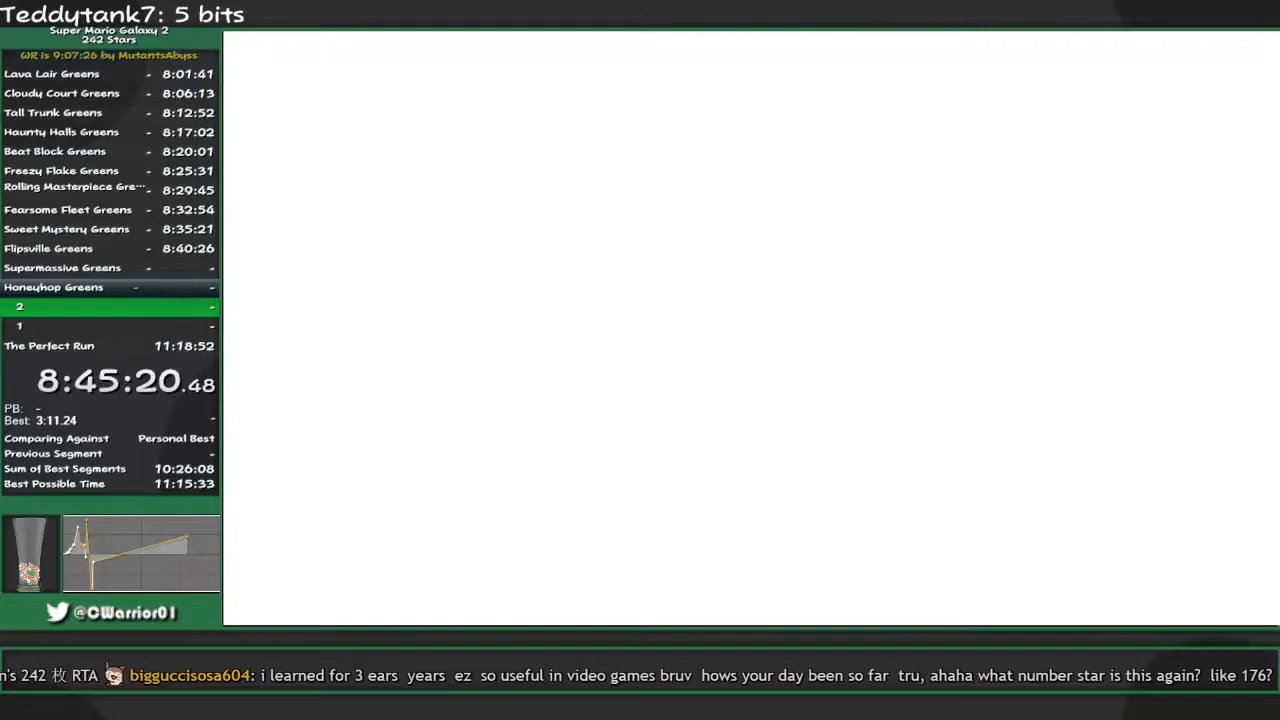 Teddytank7: 5 bits
Super Mario Galaxy 2
242 Stars
WR is 9:07:26 by MutantsAbyss
Lava Lair Greens - 8:01:41
Cloudy Court Greens - 8:06:13
Tall Trunk Greens - 8:12:52
Haunty Halls Greens - 8:17:02
Beat Block Greens - 8:20:01
Freezy Flake Greens - 8:25:31
Rolling Masterpiece Gre... - 8:29:45
Fearsome Fleet Greens - 8:32:54
Sweet Mystery Greens - 8:35:21
Flipsville Greens - 8:40:26
Supermassive Greens - -
Honeyhop Greens - -
2 -
1 -
The Perfect Run 11:18:52
8:45:20.48
PB: -
Best: 3:11.24 -
Comparing Against Personal Best
Previous Segment -
Sum of Best Segments 10:26:08
Best Possible Time 11:15:33
@CWarrior01
n's 242 枚 RTA bigguccisosa604: i learned for 3 ears years ez so useful in video games bruv hows your day been so far tru, ahaha what number star is this again? like 176?